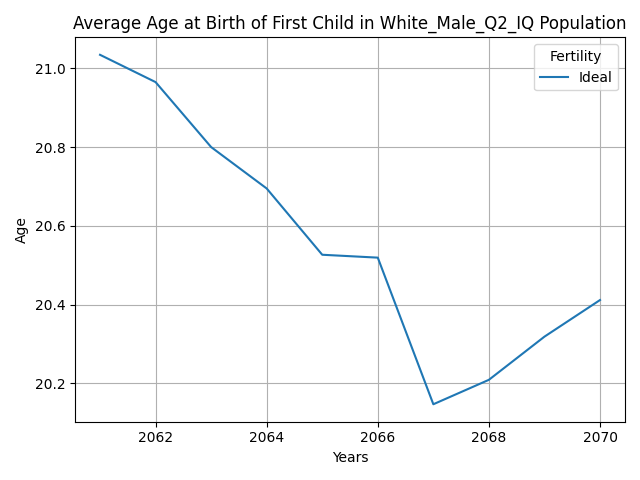 Average Age at Birth of First Child in White_Male_Q2_IQ Population
Fertility
Ideal
Age
21.0
20.8
20.6
20.4
20.2
2062 2064 2066 2068 2070
Years